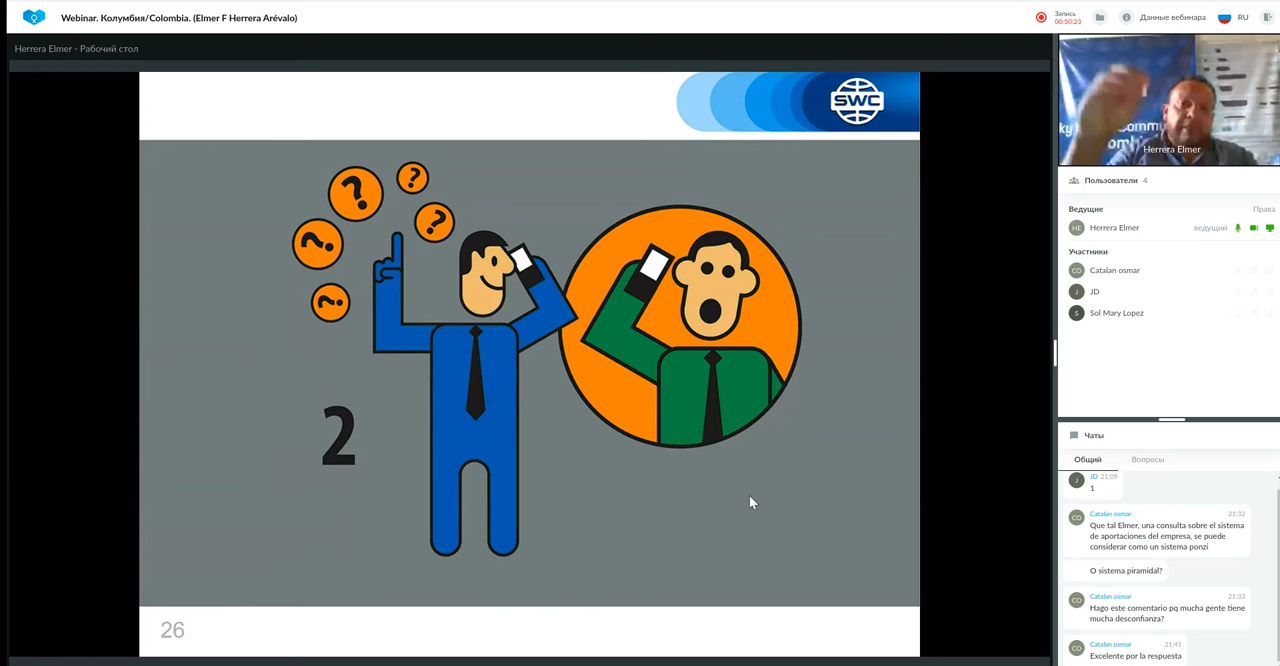 Webinar. Колумбия/Colombia. (Elmer F Herrera Arévalo)
Запись
00:50:23
Данные вебинара
RU
Herrera Elmer - Рабочий стол
SWC
?
?
?
?
?
2
26
Herrera Elmer
Пользователи 4
Ведущие
Права
HE
Herrera Elmer
ведущий
Участники
CO
Catalan osmar
J
JD
S
Sol Mary Lopez
Чаты
Общий
Вопросы
J
JD 21:09
1
CO
Catalan osmar 21:32
Que tal Elmer, una consulta sobre el sistema
de aportaciones del empresa, se puede
considerar como un sistema ponzi
O sistema piramidal?
CO
Catalan osmar 21:33
Hago este comentario pq mucha gente tiene
mucha desconfianza?
CO
Catalan osmar 21:41
Excelente por la respuesta